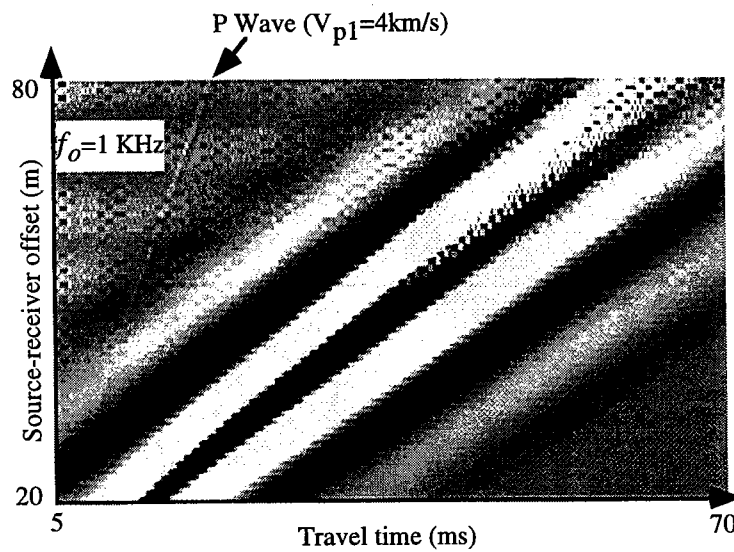 P Wave (Vp1=4km/s)
80
fo=1 KHz
Source-receiver offset (m)
20
5
70
Travel time (ms)